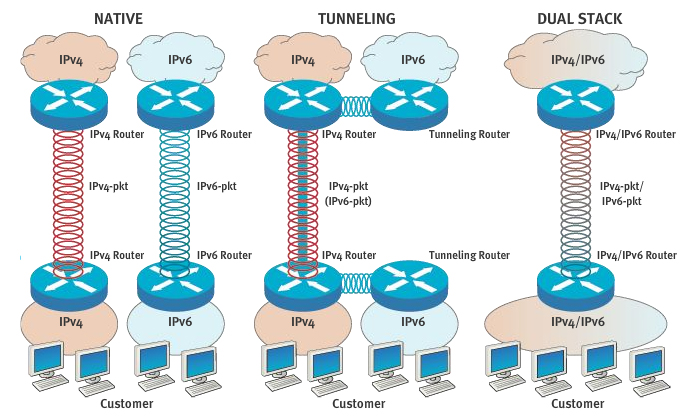 NATIVE
TUNNELING
DUAL STACK
IPv4
IPv6
IPv4
IPv6
IPv4/IPv6
IPv4 Router
IPv6 Router
IPv4 Router
Tunneling Router
IPv4/IPv6 Router
IPv4-pkt
IPv6-pkt
IPv4-pkt
(IPv6-pkt)
IPv4-pkt/
IPv6-pkt
IPv4 Router
IPv6 Router
IPv4 Router
Tunneling Router
IPv4/IPv6 Router
IPv4
IPv6
IPv4
IPv6
IPv4/IPv6
Customer
Customer
Customer